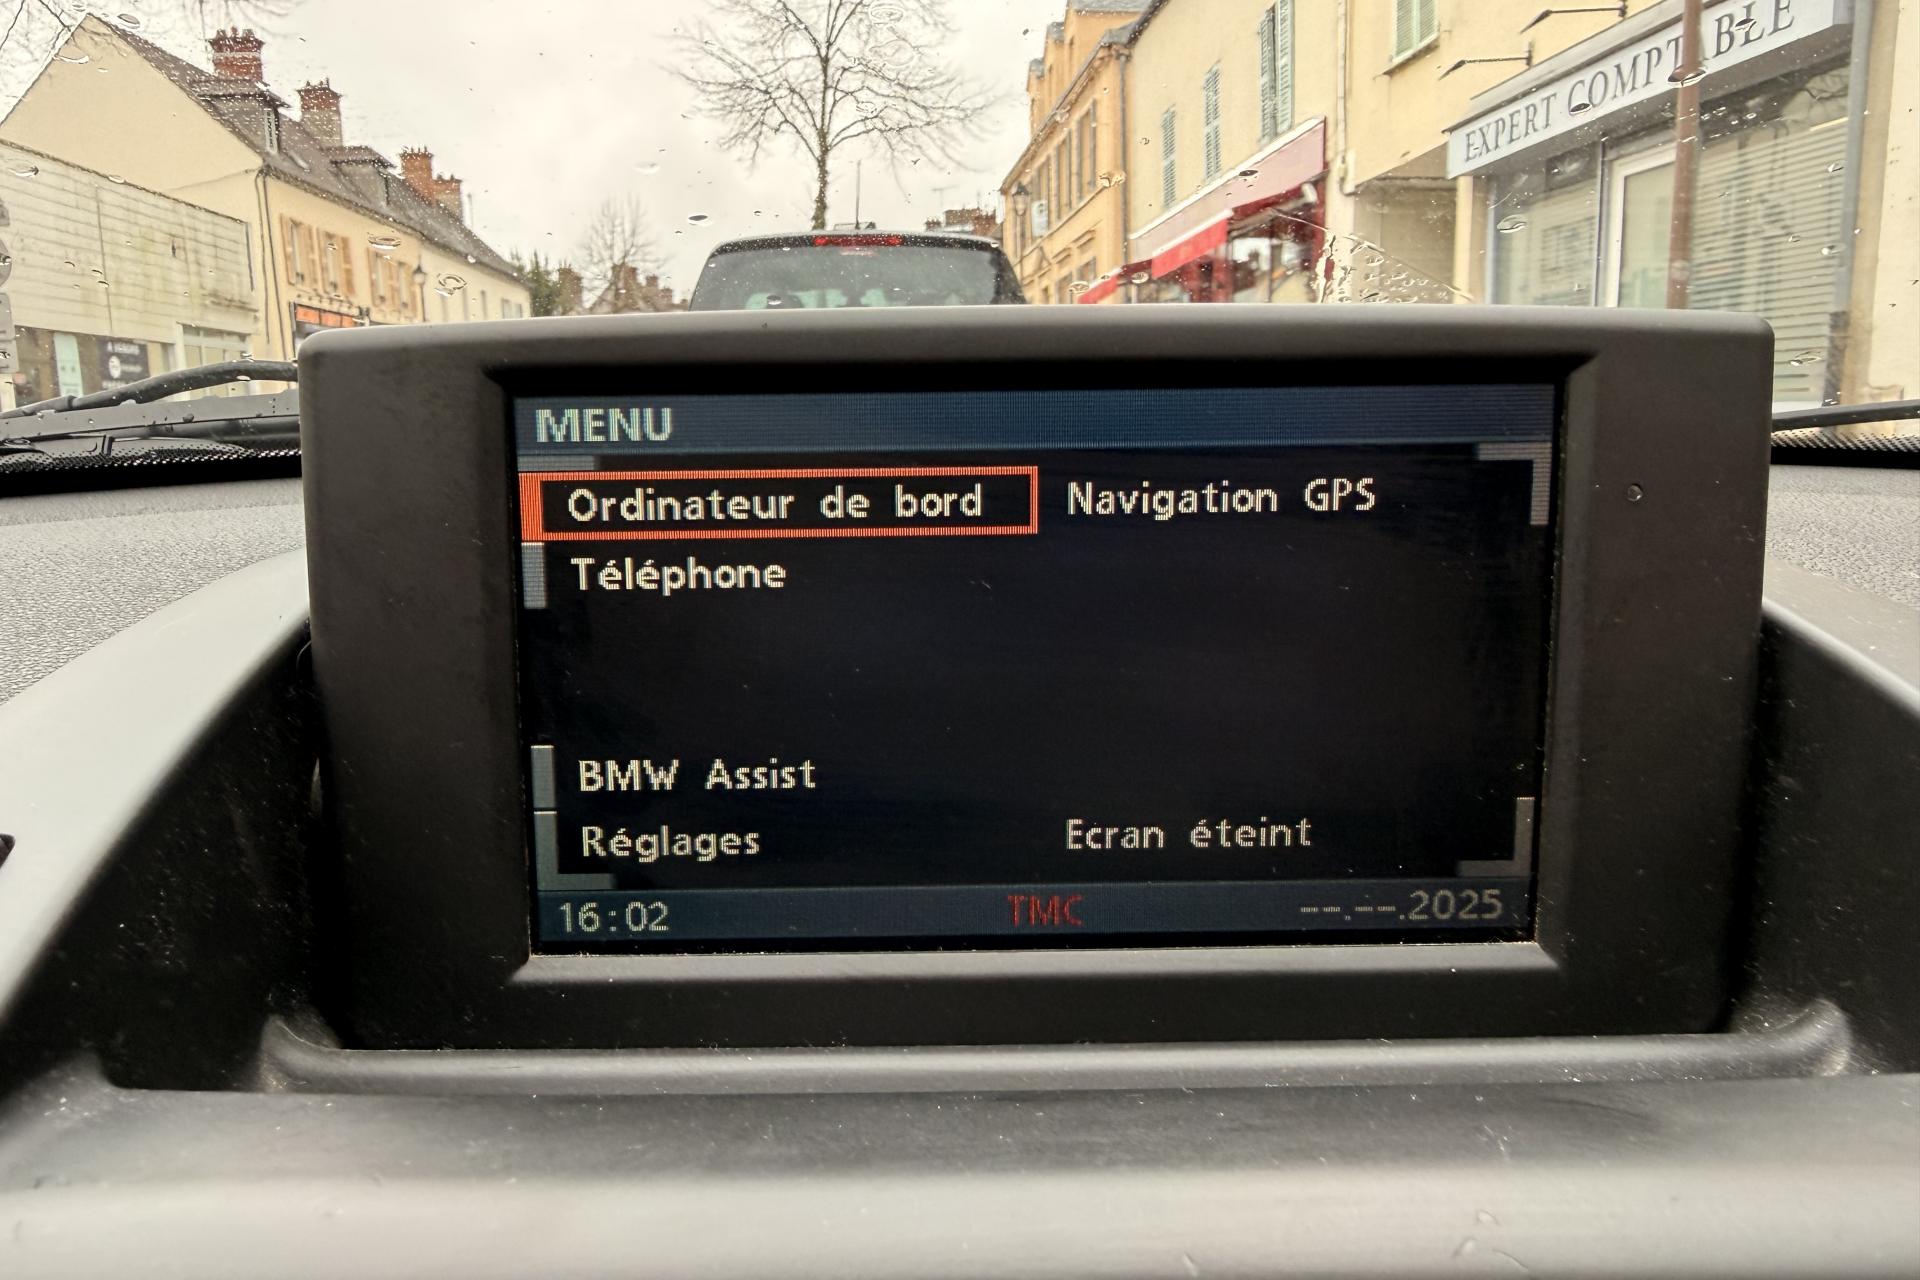 EXPERT COMPTABLE
MENU
Ordinateur de bord
Navigation GPS
Téléphone
BMW Assist
Réglages
Ecran éteint
16:02
TMC
--.--.2025